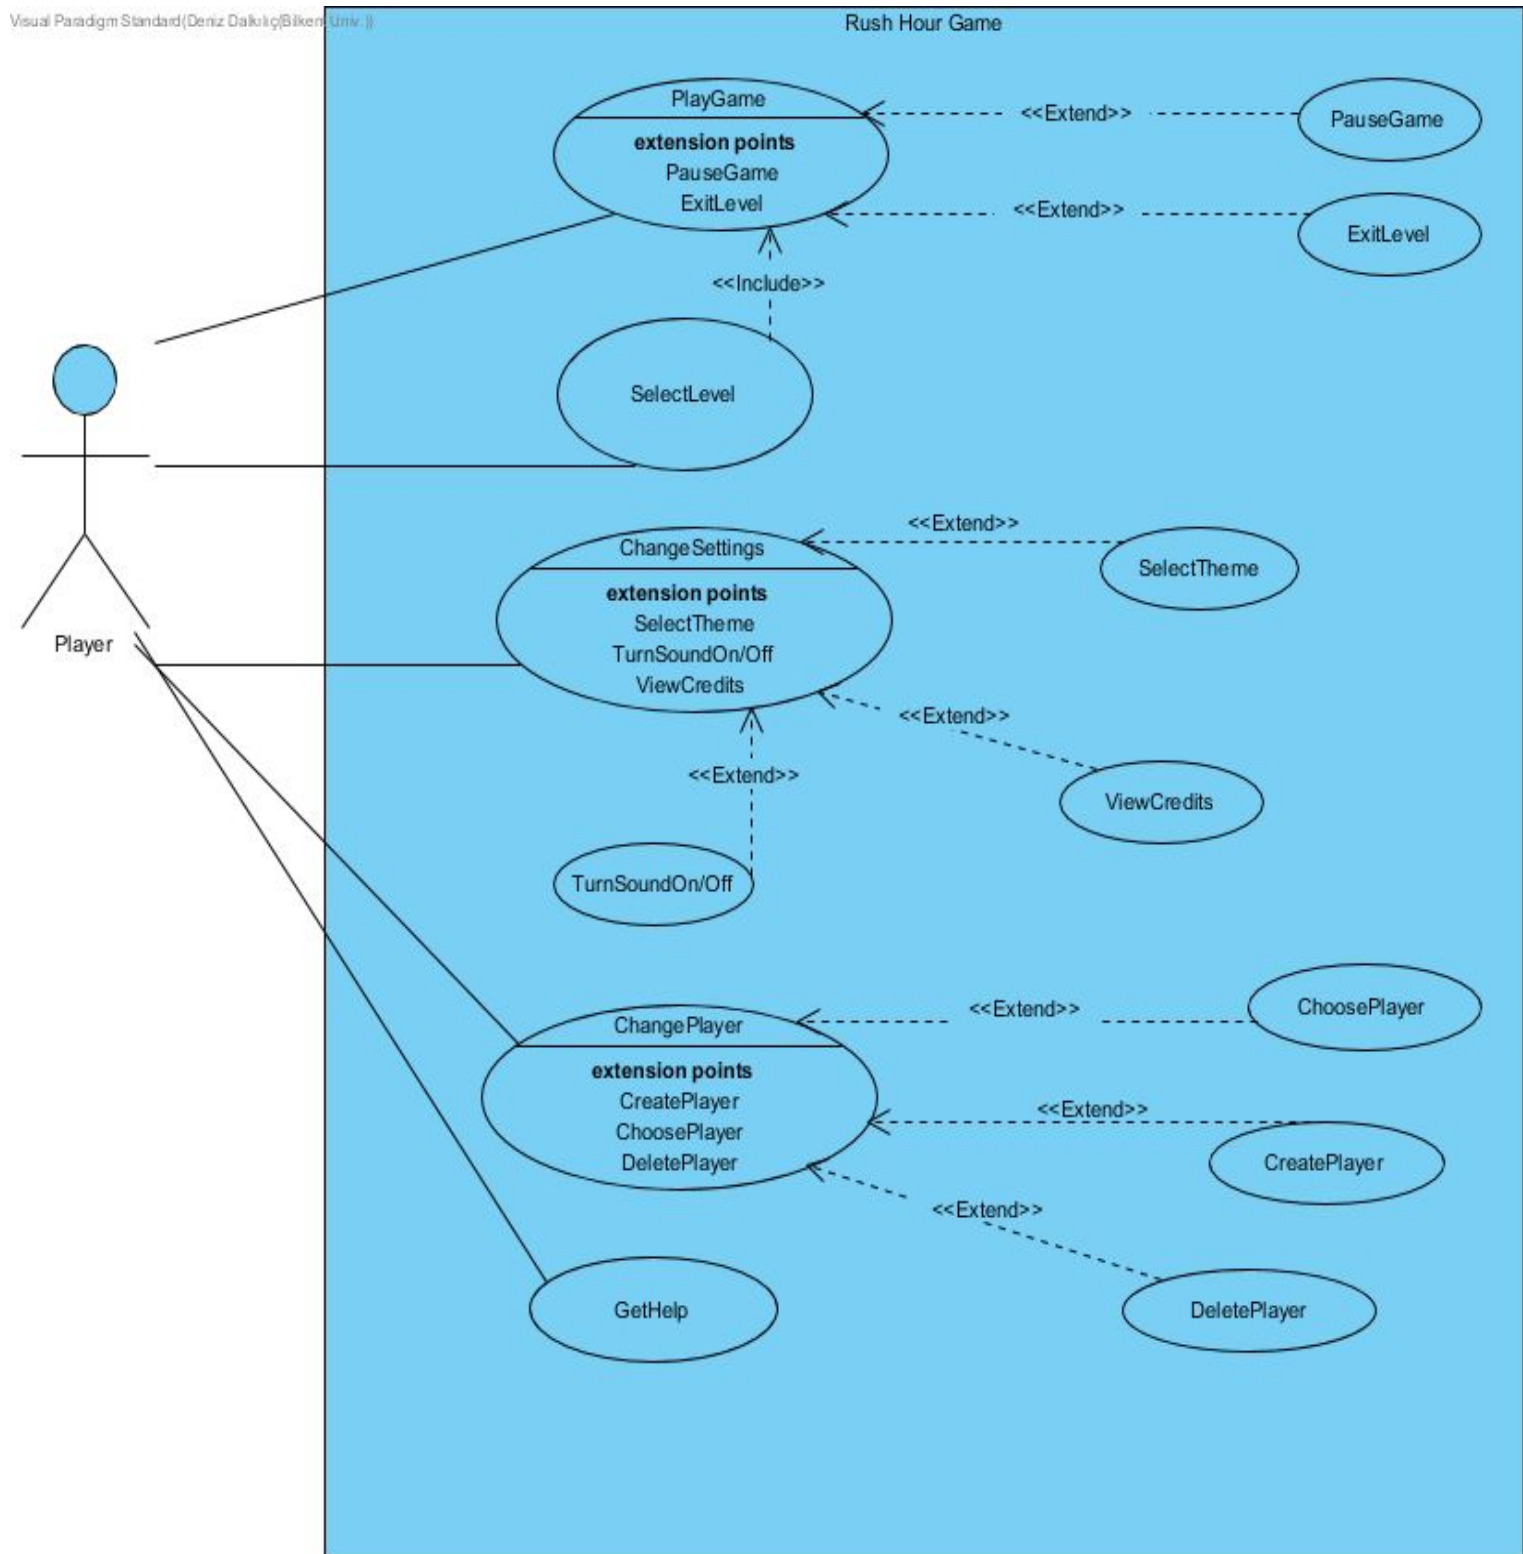 Visual Paradigm Standard(Deniz Dalkılıç(Bilkent Univ.))
Rush Hour Game
PlayGame
extension points
PauseGame
ExitLevel
<<Extend>>
PauseGame
<<Extend>>
ExitLevel
<<Include>>
SelectLevel
Player
ChangeSettings
extension points
SelectTheme
TurnSoundOn/Off
ViewCredits
<<Extend>>
SelectTheme
<<Extend>>
ViewCredits
<<Extend>>
TurnSoundOn/Off
ChangePlayer
extension points
CreatePlayer
ChoosePlayer
DeletePlayer
<<Extend>>
ChoosePlayer
<<Extend>>
CreatePlayer
<<Extend>>
DeletePlayer
GetHelp